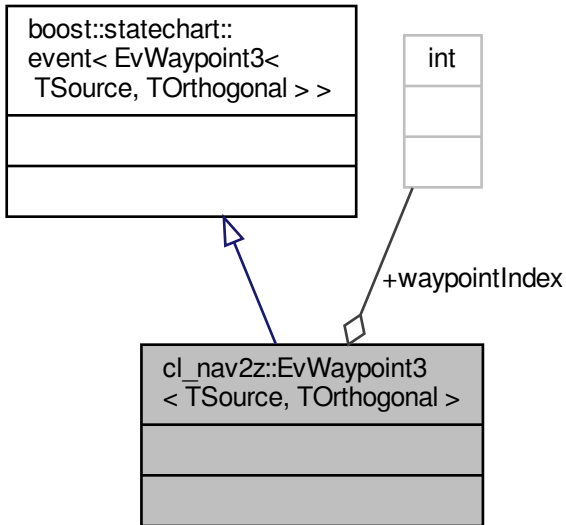 boost::statechart::
event< EvWaypoint3<
TSource, TOrthogonal > >
int
+waypointIndex
cl_nav2z::EvWaypoint3
< TSource, TOrthogonal >